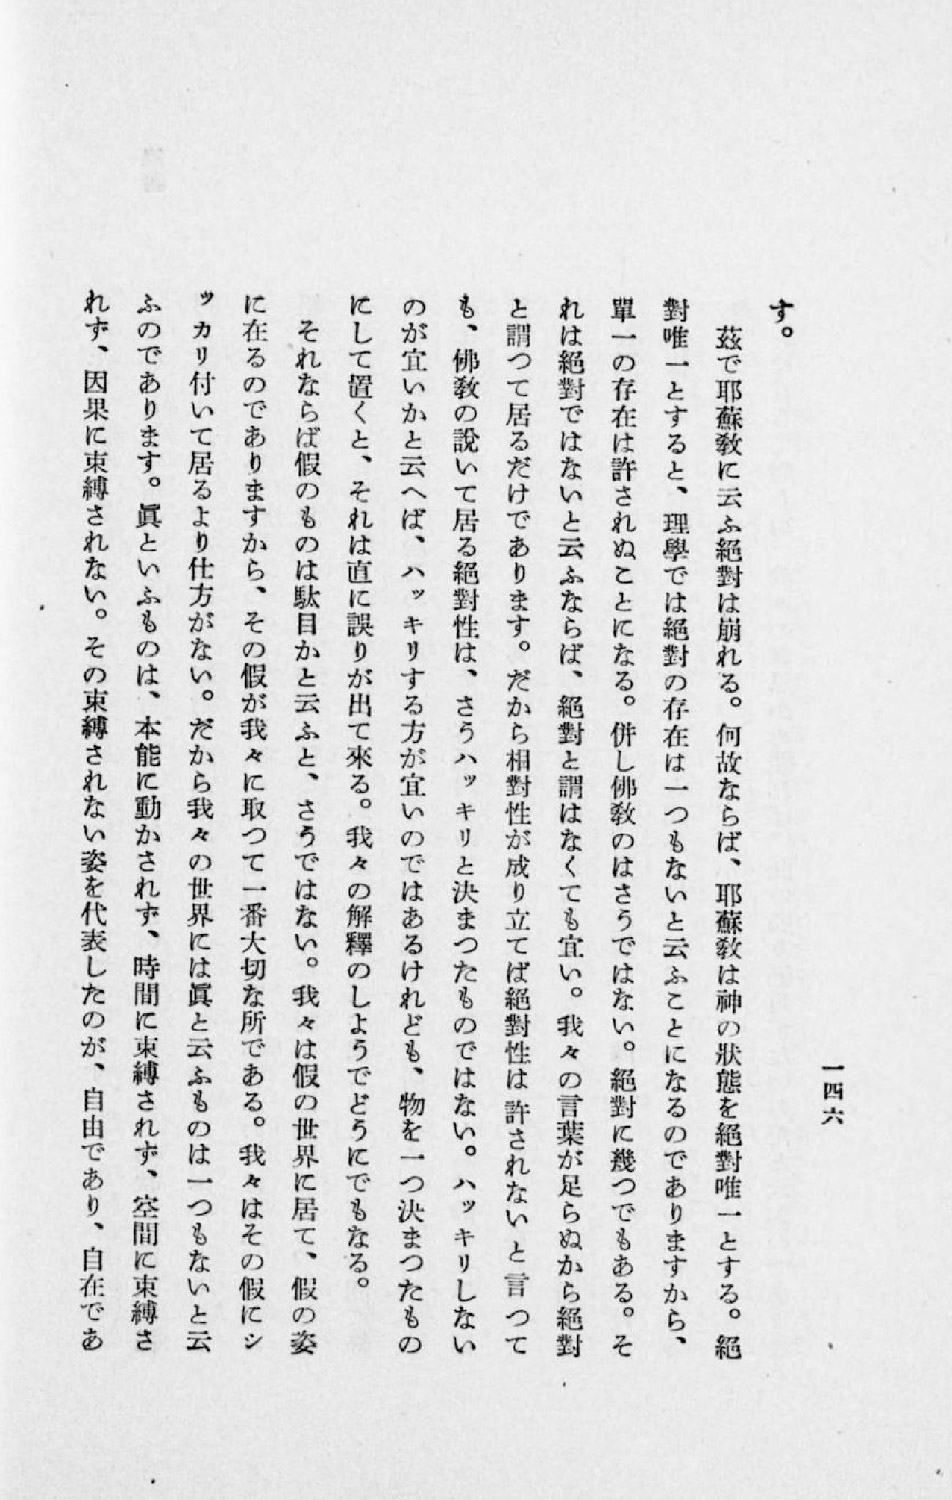 一四六
す。
茲で耶蘇敎に云ふ絕對は崩れる。何故ならば、耶蘇敎は神の狀態を絕對唯一とする。絕
對唯一とすると、理學では絕對の存在は一つもないと云ふことになるのでありますから、
單一の存在は許されぬことになる。併し佛敎のはさうではない。絕對に幾つでもある。そ
れは絕對ではないと云ふならば、絕對と謂はなくても宜い。我々の言葉が足らぬから絕對
と謂つて居るだけであります。だから相對性が成り立てば絕對性は許されないと言つて
も、佛敎の說いて居る絕對性は、さうハッキリと決まつたものではない。ハッキリしない
のが宜いかと云へば、ハッキリする方が宜いのではあるけれども、物を一つ決まつたもの
にして置くと、それは直に誤りが出て來る。我々の解釋のしようでどうにでもなる。
それならば假のものは駄目かと云ふと、さうではない。我々は假の世界に居て、假の姿
に在るのでありますから、その假が我々に取つて一番大切な所である。我々はその假にシ
ッカリ付いて居るより仕方がない。だから我々の世界には眞と云ふものは一つもないと云
ふのであります。眞といふものは、本能に動かされず、時間に束縛されず、空間に束縛さ
れず、因果に束縛されない。その束縛されない姿を代表したのが、自由であり、自在であ